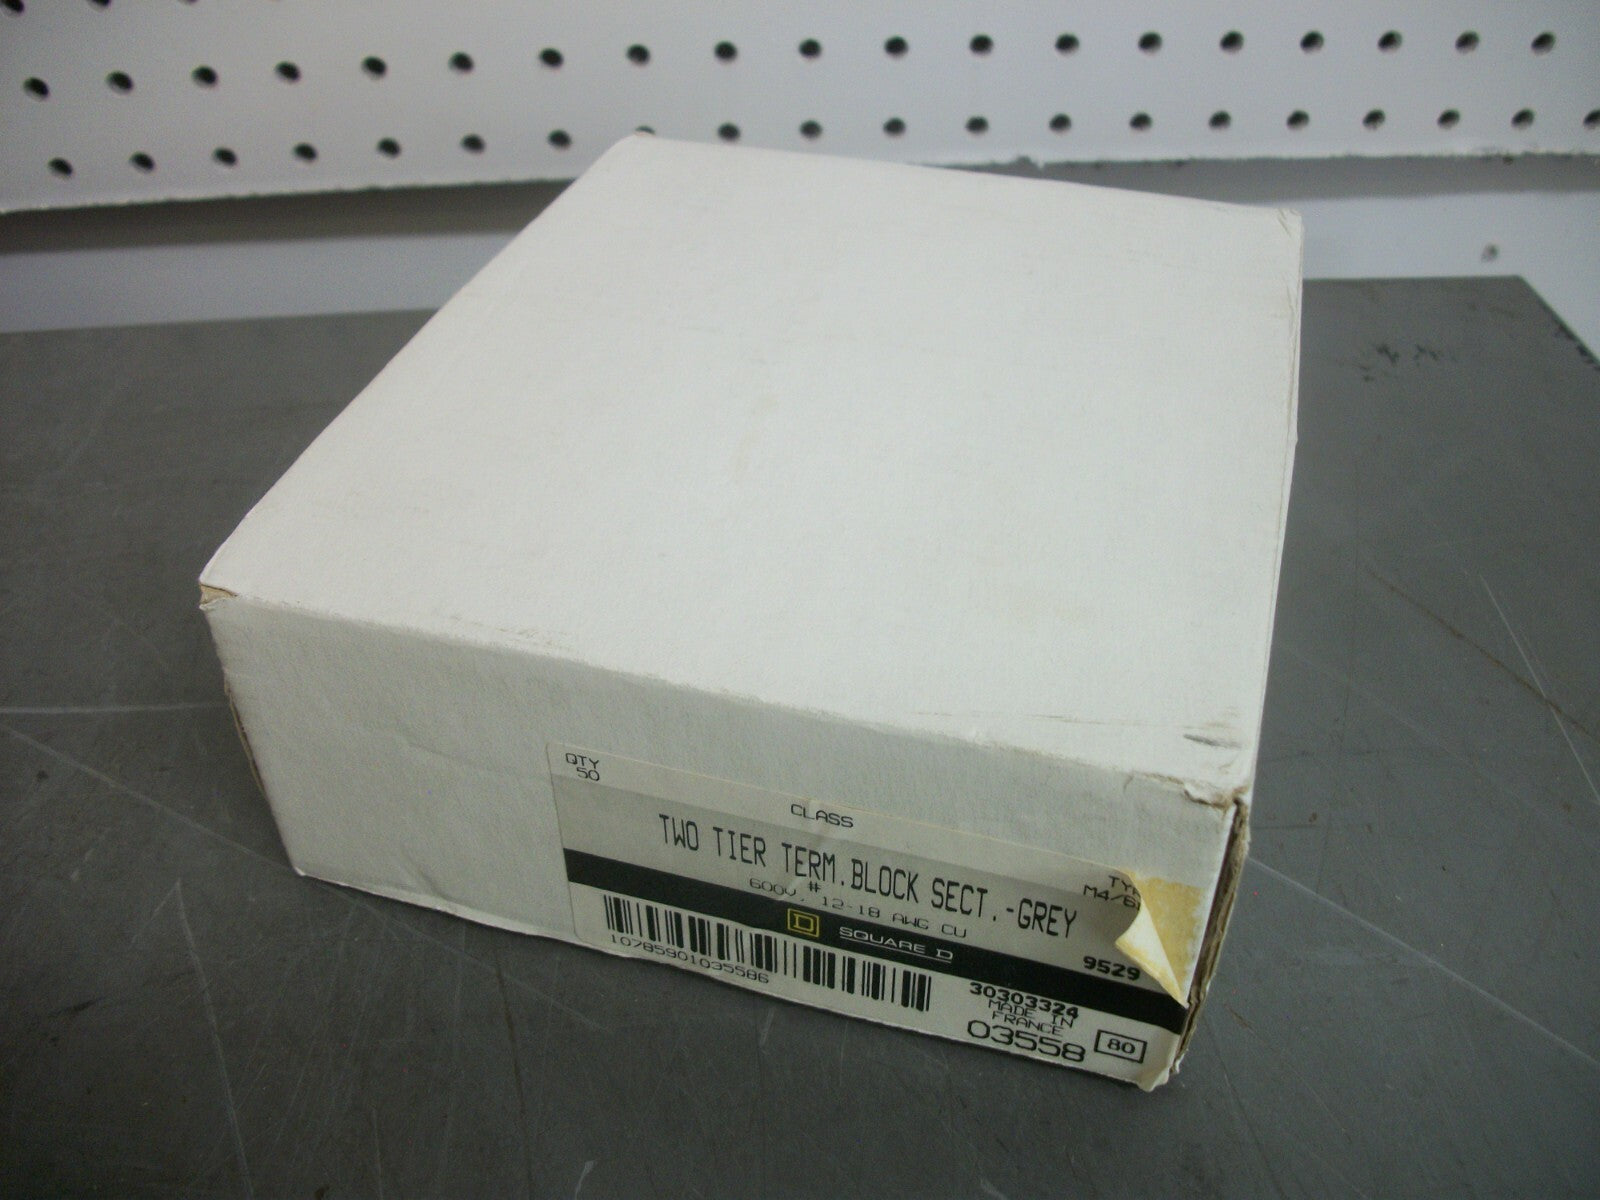 QTY
50
CLASS
TWO TIER TERM.BLOCK SECT.-GREY
#
600V, 12-18 AWG CU
M4/6
D SQUARE D
9529
10785901035586
30303324
MADE IN
FRANCE
03558
80